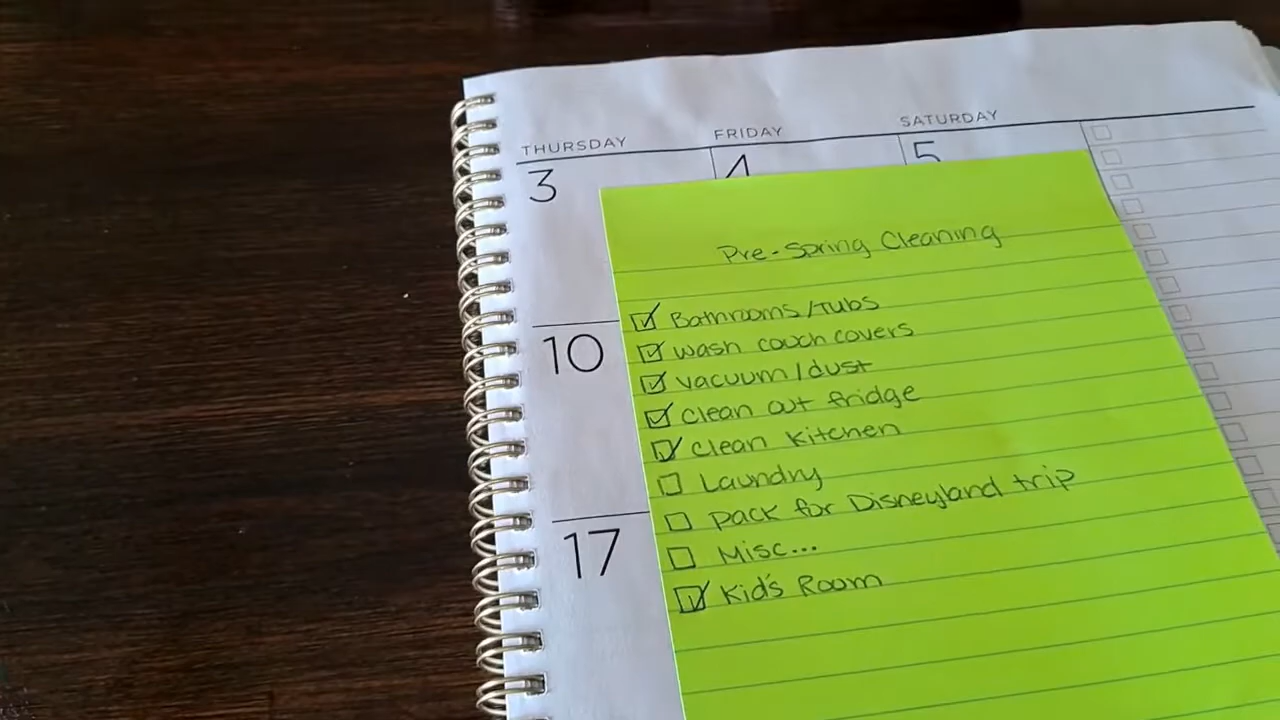 THURSDAY FRIDAY SATURDAY
3 4 5
Pre-Spring Cleaning
Bathrooms/Tubs
wash couch covers
vacuum/dust
clean out fridge
clean kitchen
Laundry
pack for Disneyland trip
Misc...
Kid's Room
10
17